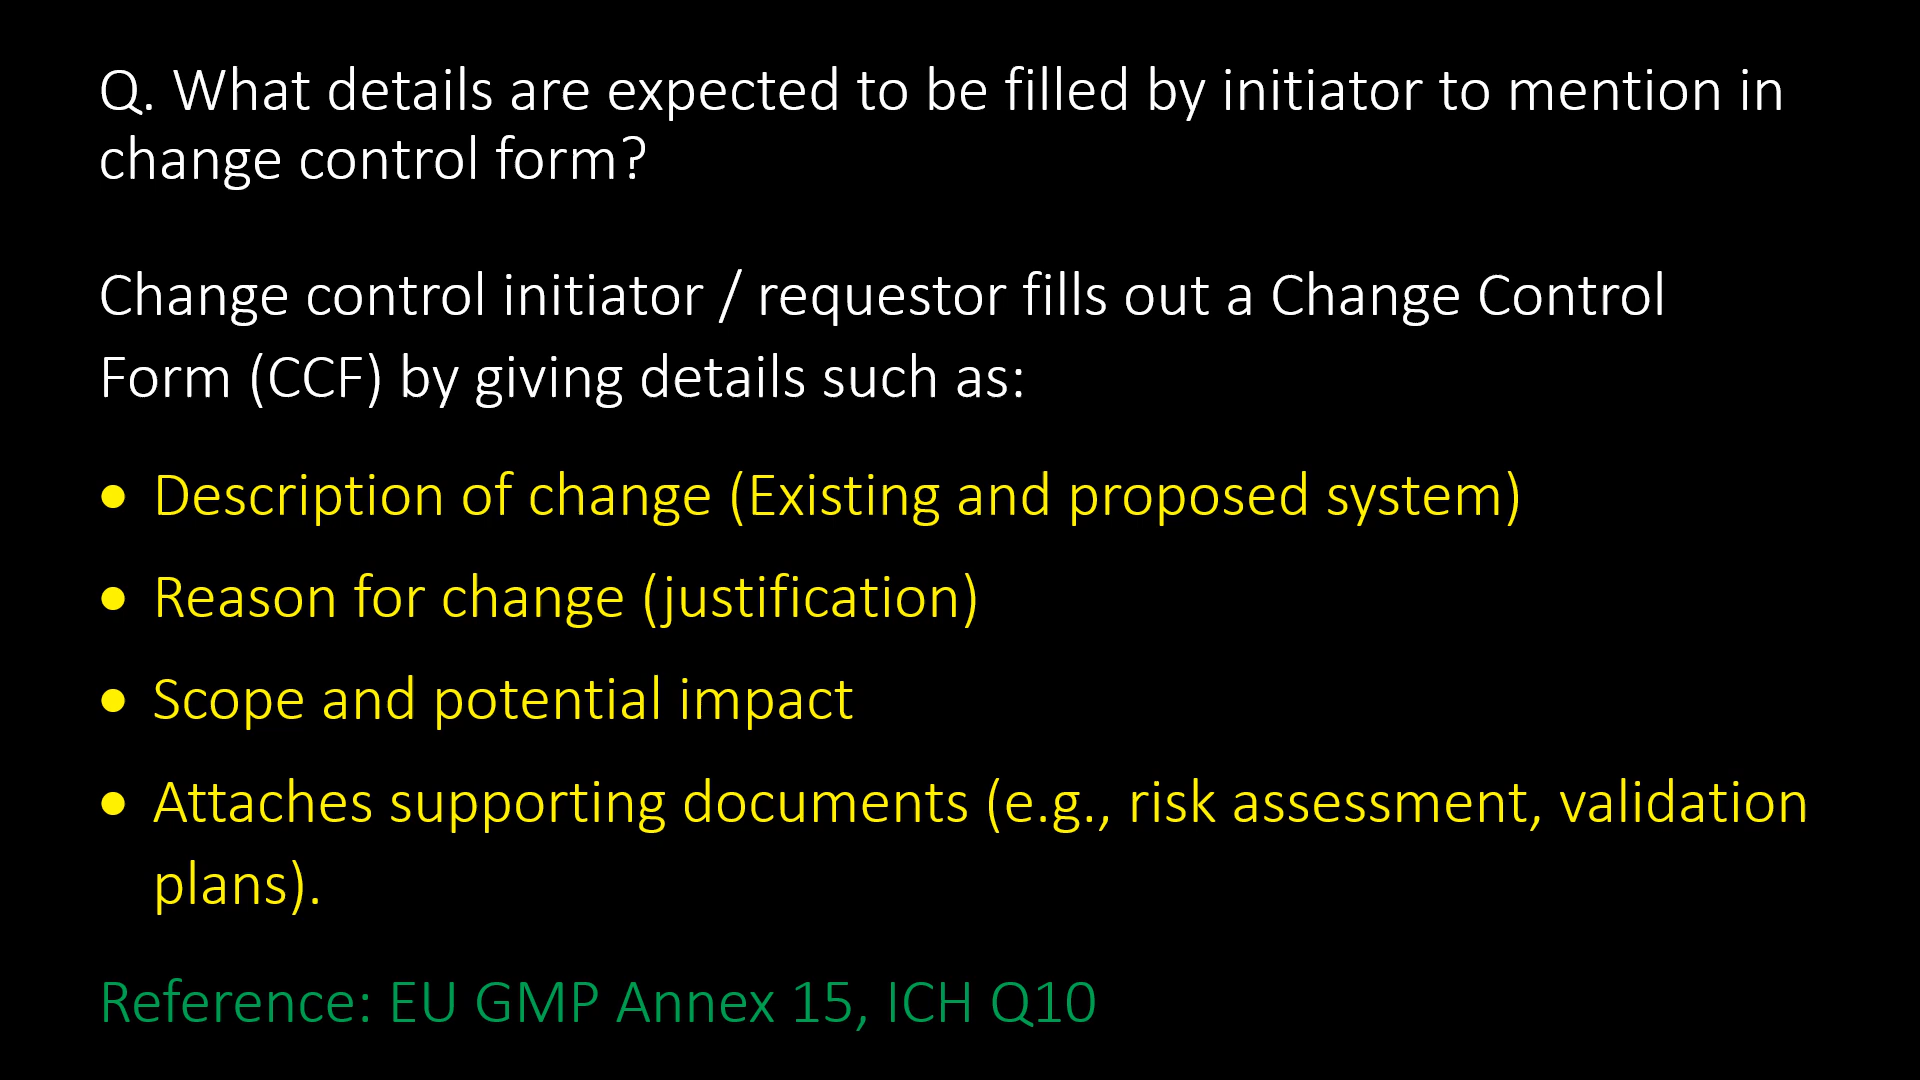 Q. What details are expected to be filled by initiator to mention in
change control form?
Change control initiator / requestor fills out a Change Control
Form (CCF) by giving details such as:
• Description of change (Existing and proposed system)
• Reason for change (justification)
• Scope and potential impact
• Attaches supporting documents (e.g., risk assessment, validation
plans).
Reference: EU GMP Annex 15, ICH Q10